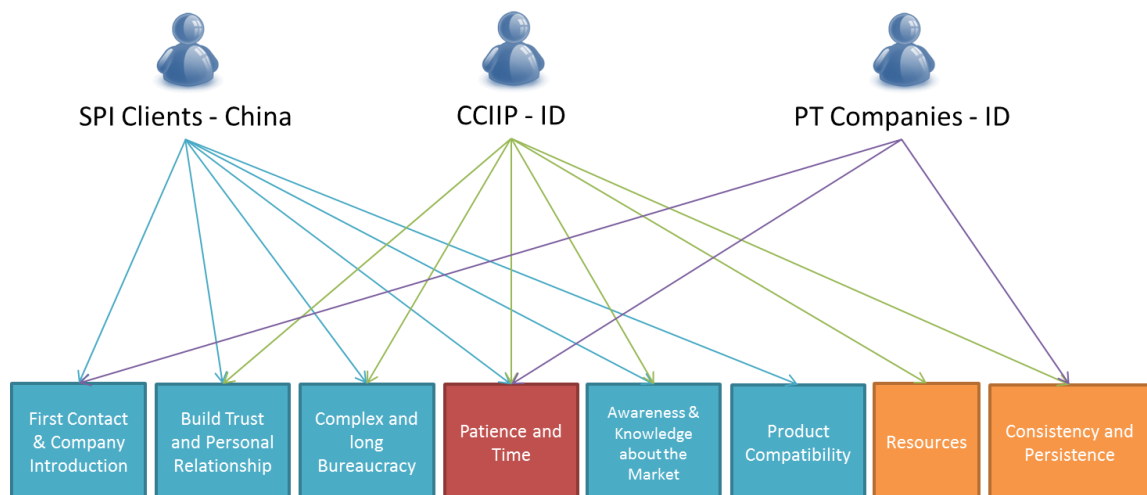 SPI Clients - China
CCIIP - ID
PT Companies - ID
First Contact
& Company
Introduction
Build Trust
and Personal
Relationship
Complex and
long
Bureaucracy
Patience and
Time
Awareness &
Knowledge
about the
Market
Product
Compatibility
Resources
Consistency and
Persistence